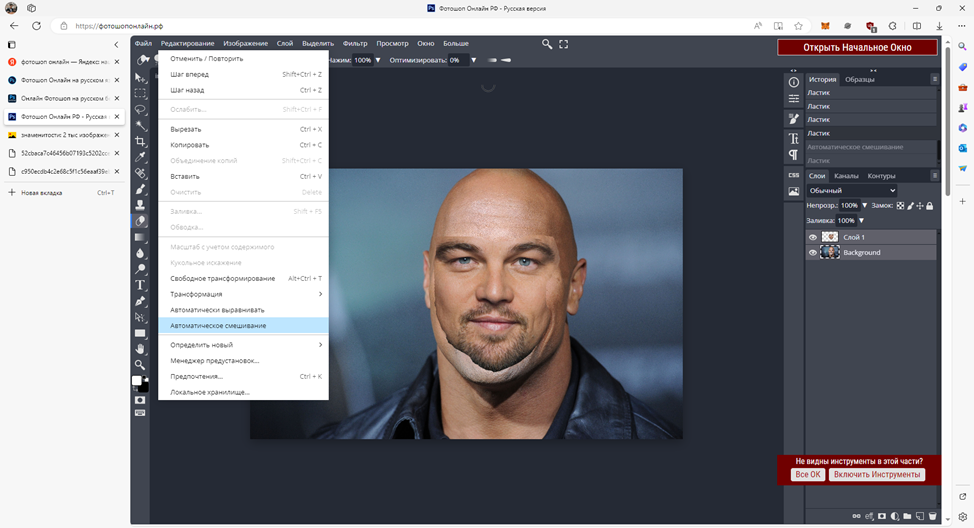 Фотошоп Онлайн РФ - Русская версия
https://фотошопонлайн.рф
фотошоп онлайн — Яндекс: на
Фотошоп Онлайн на русском
Онлайн Фотошоп на русском б
Фотошоп Онлайн РФ - Русская
знаменитости: 2 тыс изображе
Новая вкладка Ctrl+T
Файл Редактирование Изображение Слой Выделить Фильтр Просмотр Окно Больше
Открыть Начальное Окно
Нажим: 100% Оптимизировать: 0%
Отменить / Повторить
Шаг вперед Shift+Ctrl + Z
Шаг назад Ctrl + Z
Ослабить... Shift+Ctrl + F
Вырезать Ctrl + X
Копировать Ctrl + C
Объединение копий Shift+Ctrl + C
Вставить Ctrl + V
Очистить Delete
Заливка... Shift + F5
Обводка...
Масштаб с учетом содержимого
Кукольное искажение
Свободное трансформирование Alt+Ctrl + T
Трансформация
Автоматически выравнивать
Автоматическое смешивание
Определить новый
Менеджер предустановок...
Предпочтения... Ctrl + K
Локальное хранилище...
История Образцы
Ластик
Ластик
Ластик
Ластик
Автоматическое смешивание
Ластик
CSS
Слои Каналы Контуры
Обычный
Непрозр.: 100% Замок:
Заливка: 100%
Слой 1
Background
Не видны инструменты в этой части?
Все ОК Включить Инструменты